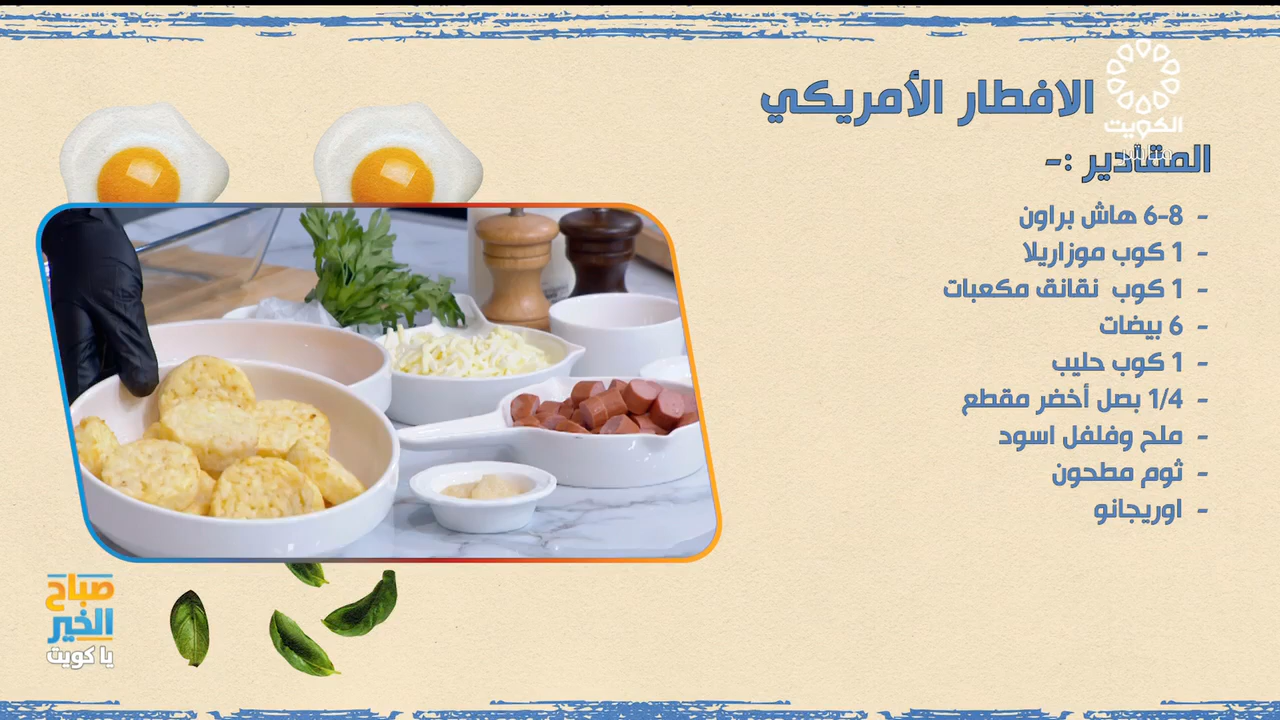 الافطار الأمريكي
الكويت
المقادير :-
- 6-8 هاش براون
- 1 كوب موزاريلا
- 1 كوب نقانق مكعبات
- 6 بيضات
- 1 كوب حليب
- 1/4 بصل أخضر مقطع
- ملح وفلفل اسود
- ثوم مطحون
- اوريجانو
صباح
الخير
يا كويت